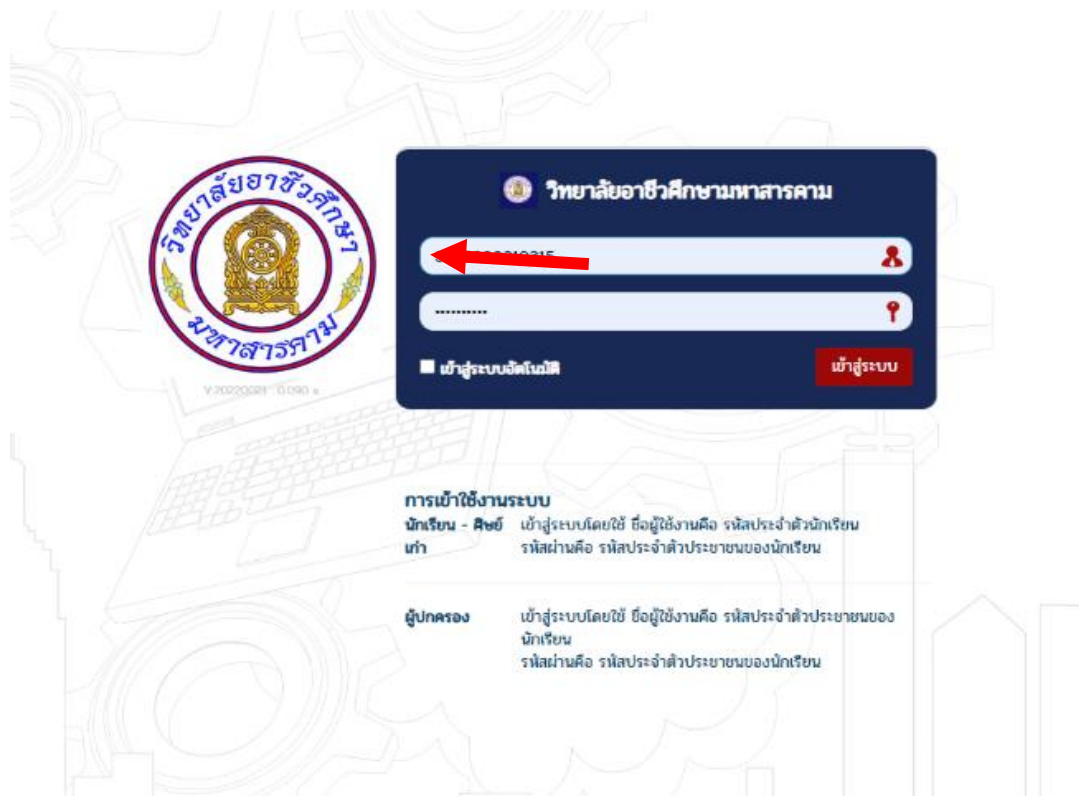 วิทยาลัยอาชีวศึกษา
มหาสารคาม
วิทยาลัยอาชีวศึกษามหาสารคาม
เข้าสู่ระบบอัตโนมัติ
เข้าสู่ระบบ
การเข้าใช้งานระบบ
นักเรียน - ศิษย์เก่า
เข้าสู่ระบบโดยใช้ ชื่อผู้ใช้งานคือ รหัสประจำตัวนักเรียน
รหัสผ่านคือ รหัสประจำตัวประชาชนของนักเรียน
ผู้ปกครอง
เข้าสู่ระบบโดยใช้ ชื่อผู้ใช้งานคือ รหัสประจำตัวประชาชนของ
นักเรียน
รหัสผ่านคือ รหัสประจำตัวประชาชนของนักเรียน